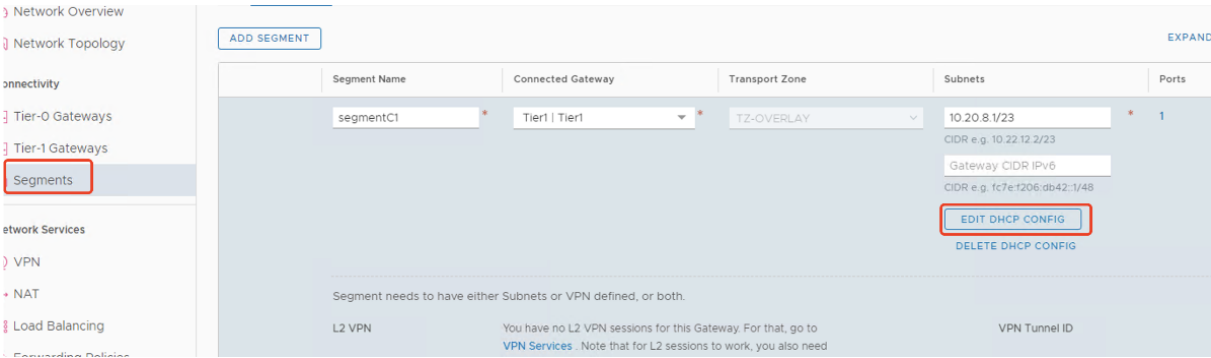 Network Overview
Network Topology
onnectivity
Tier-0 Gateways
Tier-1 Gateways
Segments
etwork Services
VPN
NAT
Load Balancing
Forwarding Policies
ADD SEGMENT
EXPAND
Segment Name Connected Gateway Transport Zone Subnets Ports
segmentC1 * Tier1 | Tier1 * TZ-OVERLAY 10.20.8.1/23 * 1
CIDR e.g. 10.22.12.2/23
Gateway CIDR IPv6
CIDR e.g. fc7e:f206:db42::1/48
EDIT DHCP CONFIG
DELETE DHCP CONFIG
Segment needs to have either Subnets or VPN defined, or both.
L2 VPN You have no L2 VPN sessions for this Gateway. For that, go to VPN Tunnel ID
VPN Services . Note that for L2 sessions to work, you also need